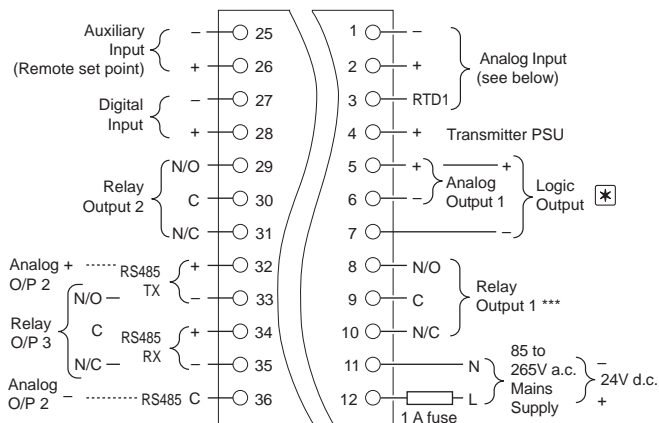 Auxiliary
Input
(Remote set point)
− 25
+ 26
Digital
Input
− 27
+ 28
Relay
Output 2
N/O 29
C 30
N/C 31
Analog +
O/P 2
RS485
TX
+ 32
− 33
Relay
O/P 3
N/O
C
N/C
RS485
RX
+ 34
− 35
Analog −
O/P 2
RS485 C 36
1 −
2 +
3 RTD1
Analog Input
(see below)
4 + Transmitter PSU
5 + +
6 −
Analog
Output 1
7 −
Logic
Output *
8 N/O
9 C
10 N/C
Relay
Output 1 ***
11 N
12 L
1 A fuse
85 to
265V a.c.
Mains
Supply
−
24V d.c.
+